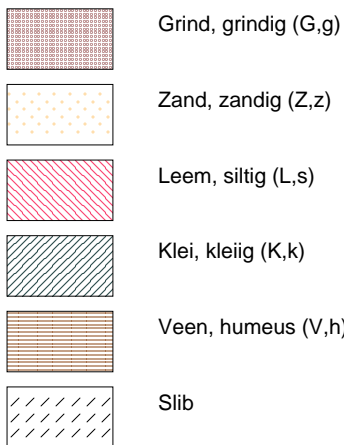 Grind, grindig (G,g)
Zand, zandig (Z,z)
Leem, siltig (L,s)
Klei, kleiig (K,k)
Veen, humeus (V,h)
Slib